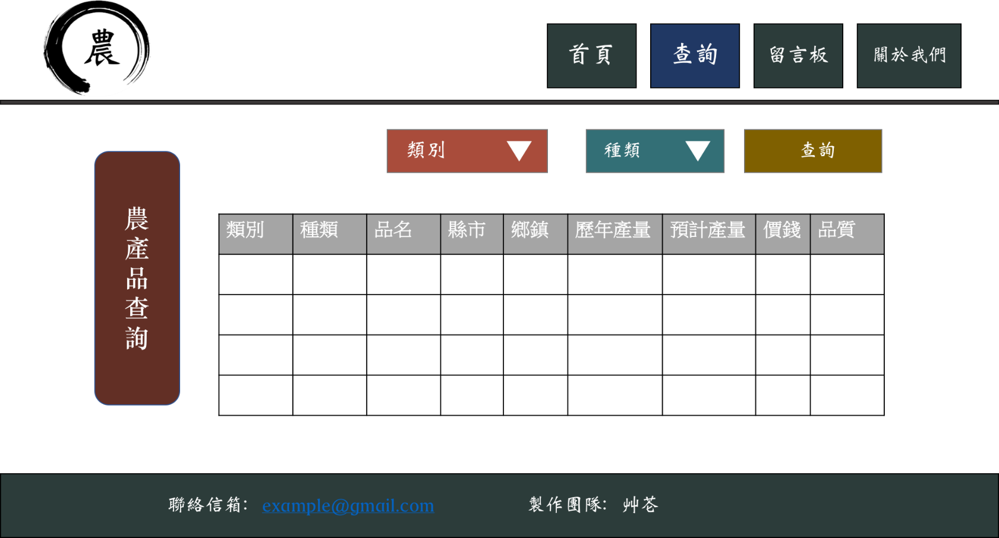 農
首頁
查詢
留言板
關於我們
類別
種類
查詢
農產品查詢
類別 種類 品名 縣市 鄉鎮 歷年產量 預計產量 價錢 品質
聯絡信箱: example@gmail.com
製作團隊: 艸芲